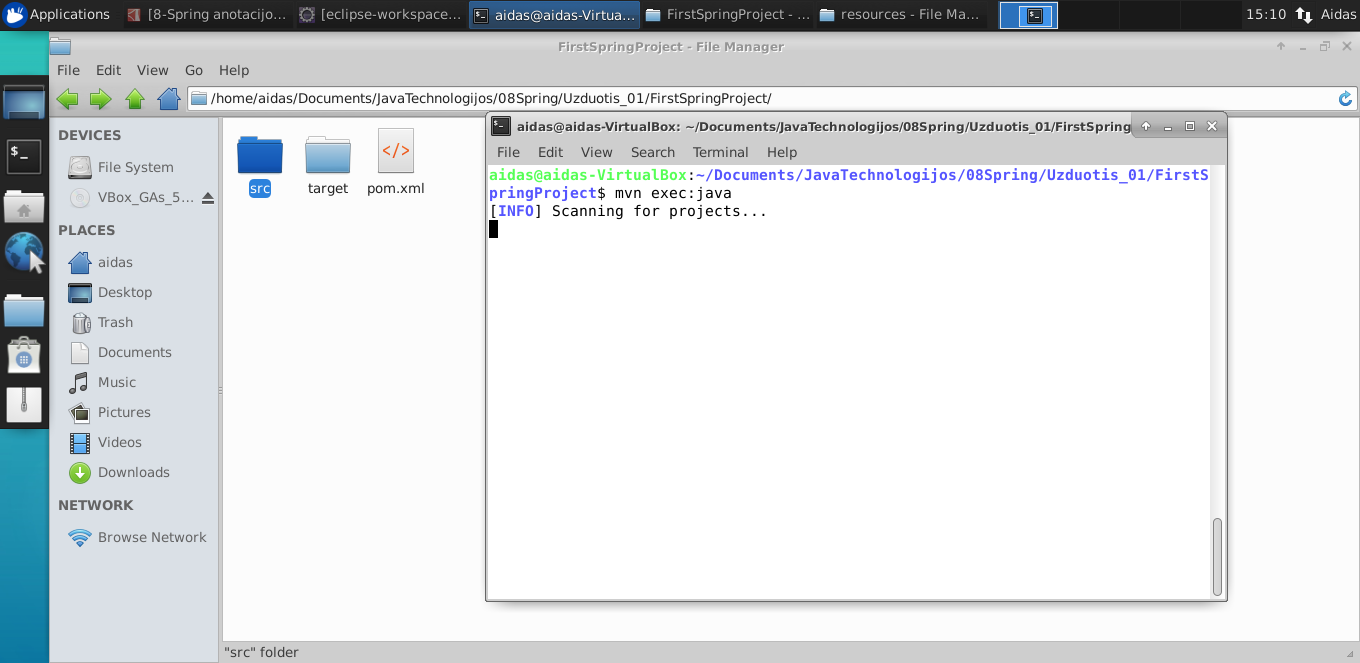 Applications
[8-Spring anotacijo...
[eclipse-workspace...
aidas@aidas-Virtua...
FirstSpringProject - ...
resources - File Ma...
15:10
Aidas
FirstSpringProject - File Manager
File Edit View Go Help
/home/aidas/Documents/JavaTechnologijos/08Spring/Uzduotis_01/FirstSpringProject/
DEVICES
File System
VBox_GAs_5...
PLACES
aidas
Desktop
Trash
Documents
Music
Pictures
Videos
Downloads
NETWORK
Browse Network
src
target
</>
pom.xml
aidas@aidas-VirtualBox: ~/Documents/JavaTechnologijos/08Spring/Uzduotis_01/FirstSpring
File Edit View Search Terminal Help
aidas@aidas-VirtualBox:~/Documents/JavaTechnologijos/08Spring/Uzduotis_01/FirstS
pringProject$ mvn exec:java
[INFO] Scanning for projects...
"src" folder